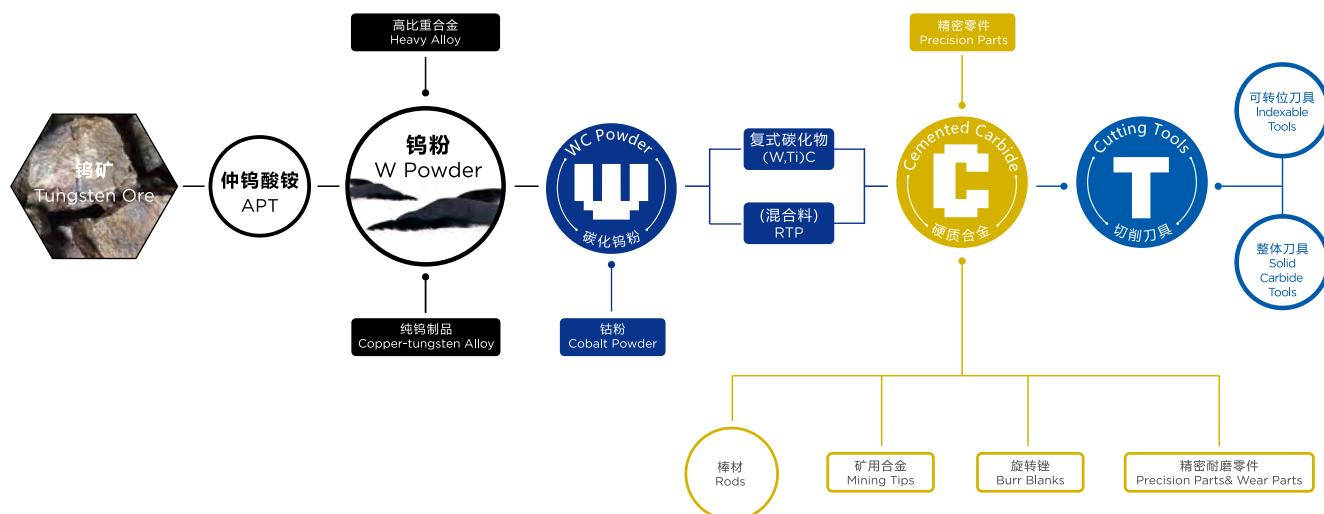 高比重合金
Heavy Alloy
精密零件
Precision Parts
钨矿
Tungsten Ore
仲钨酸铵
APT
钨粉
W Powder
WC Powder
碳化钨粉
复式碳化物
(W,Ti)C
(混合料)
RTP
Cemented Carbide
C
硬质合金
Cutting Tools
T
切削刀具
可转位刀具
Indexable
Tools
整体刀具
Solid
Carbide
Tools
纯钨制品
Copper-tungsten Alloy
钴粉
Cobalt Powder
棒材
Rods
矿用合金
Mining Tips
旋转锉
Burr Blanks
精密耐磨零件
Precision Parts& Wear Parts